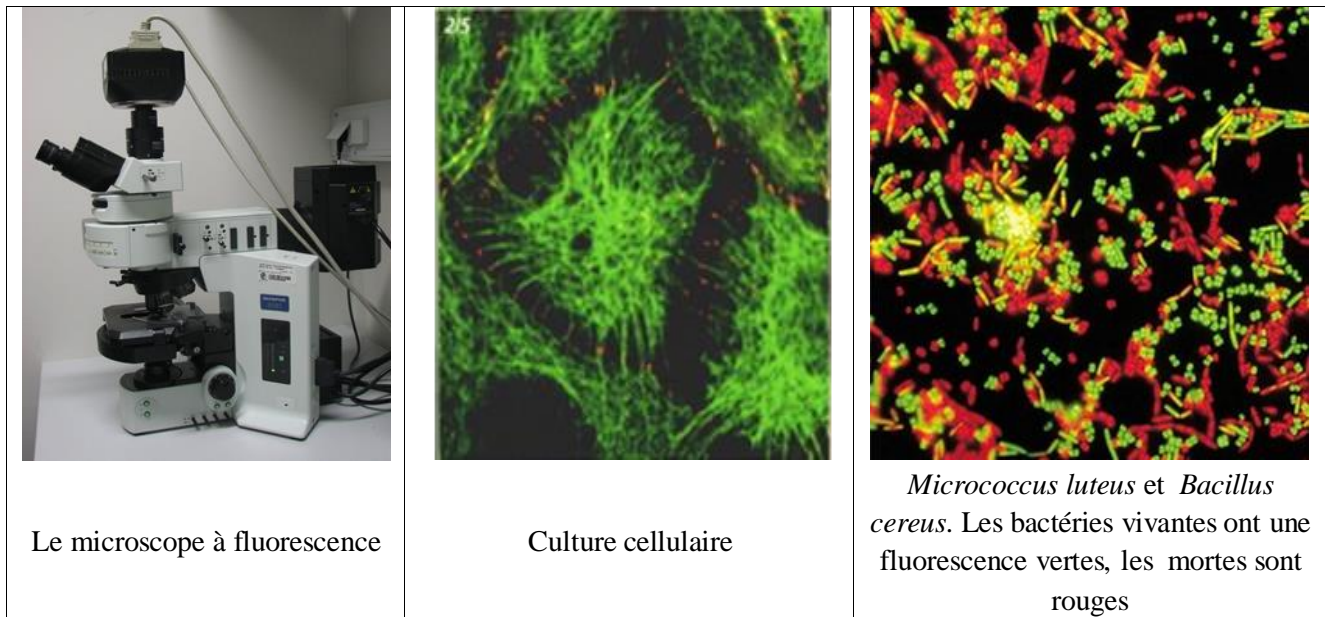 2/5
Le microscope à fluorescence
Culture cellulaire
Micrococcus luteus et Bacillus
cereus. Les bactéries vivantes ont une
fluorescence vertes, les mortes sont
rouges